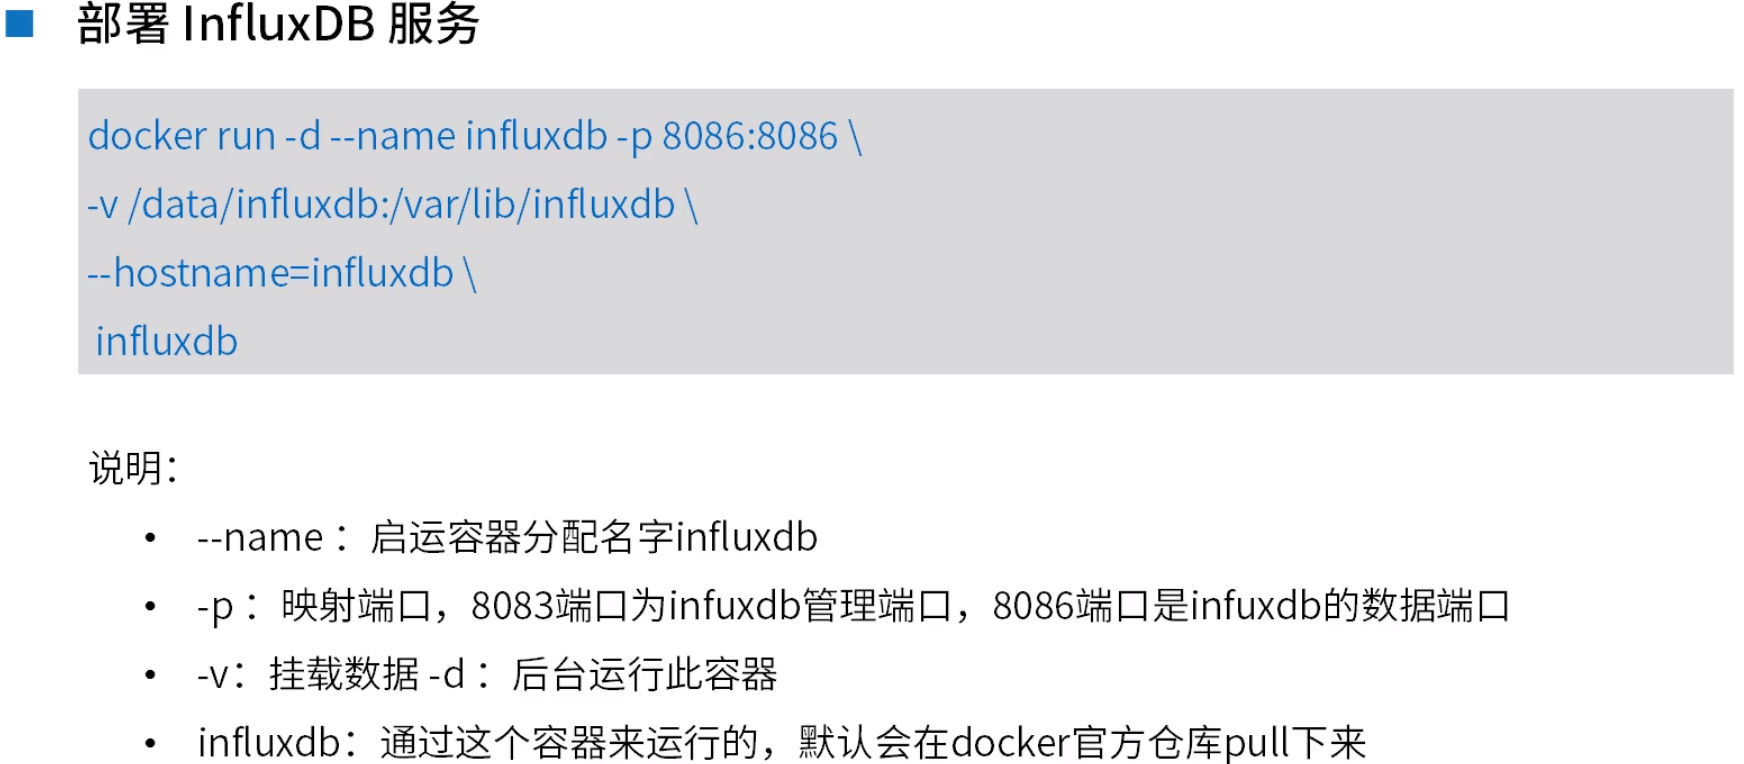 部署 InfluxDB 服务
docker run -d --name influxdb -p 8086:8086 \
-v /data/influxdb:/var/lib/influxdb \
--hostname=influxdb \
influxdb
说明：
• --name ： 启运容器分配名字influxdb
• -p ： 映射端口，8083端口为infuxdb管理端口，8086端口是infuxdb的数据端口
• -v：挂载数据 -d ： 后台运行此容器
• influxdb：通过这个容器来运行的，默认会在docker官方仓库pull下来